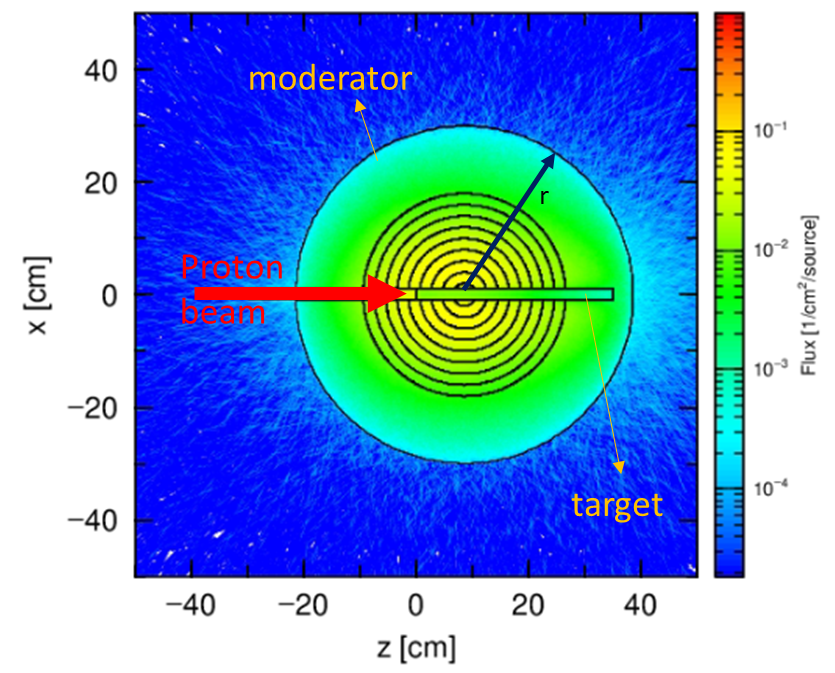 moderator
r
Proton
beam
target
40
20
0
−20
−40
x [cm]
−40 −20 0 20 40
z [cm]
10⁻¹
10⁻²
10⁻³
10⁻⁴
Flux [1/cm²/source]